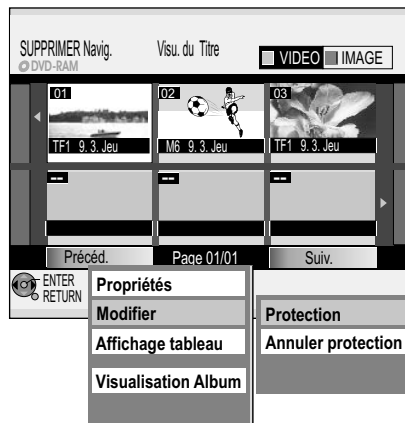 SUPPRIMER Navig. Visu. du Titre VIDEO IMAGE
DVD-RAM
01 02 03
TF1 9. 3. Jeu M6 9. 3. Jeu TF1 9. 3. Jeu
-- -- --
Précéd. Page 01/01 Suiv.
ENTER
RETURN
Propriétés
Modifier
Affichage tableau
Visualisation Album
Protection
Annuler protection